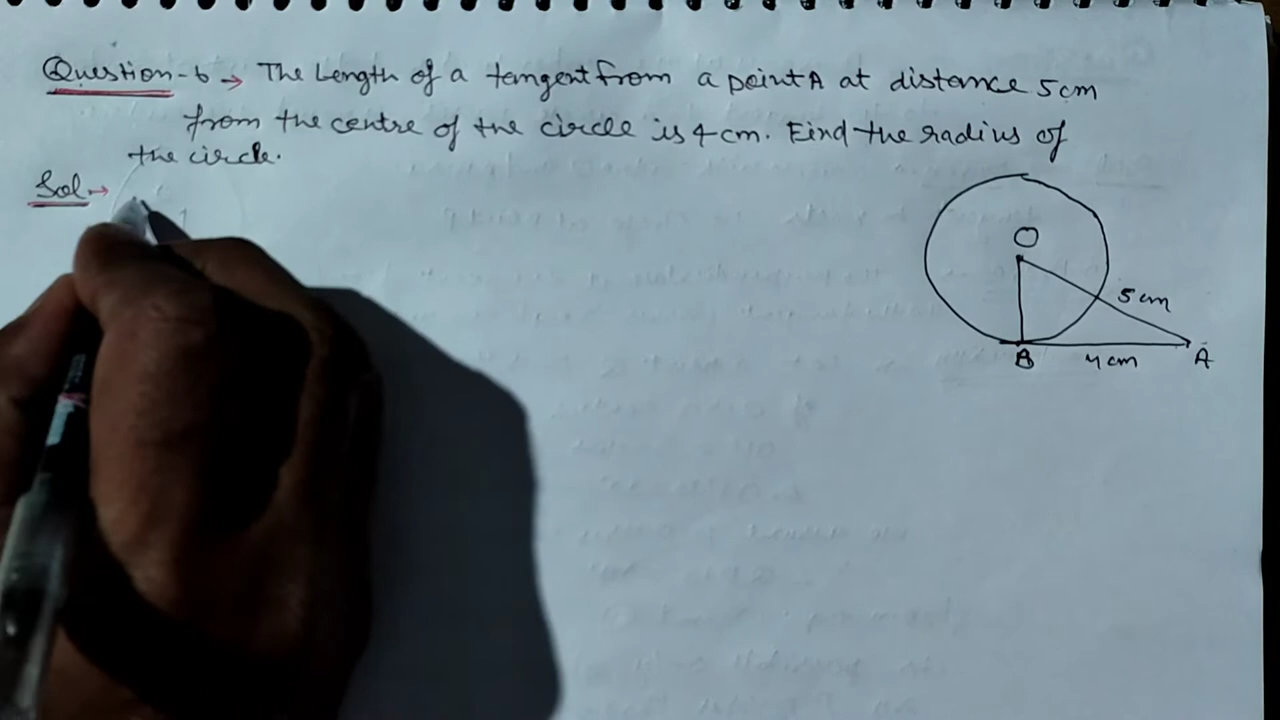 Question-6 → The Length of a tangent from a point A at distance 5cm
from the centre of the circle is 4cm. Find the radius of
the circle.
Sol→
O
5cm
B 4cm A